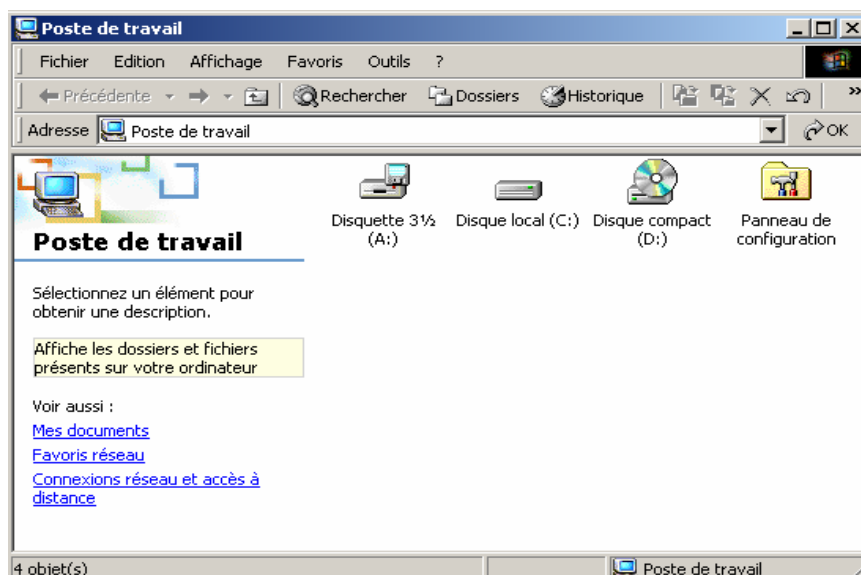 Poste de travail
Fichier Edition Affichage Favoris Outils ?
Précédente Rechercher Dossiers Historique »
Adresse Poste de travail OK
Disquette 3½ (A:)
Disque local (C:)
Disque compact (D:)
Panneau de configuration
Poste de travail
Sélectionnez un élément pour
obtenir une description.
Affiche les dossiers et fichiers
présents sur votre ordinateur
Voir aussi :
Mes documents
Favoris réseau
Connexions réseau et accès à
distance
4 objet(s) Poste de travail